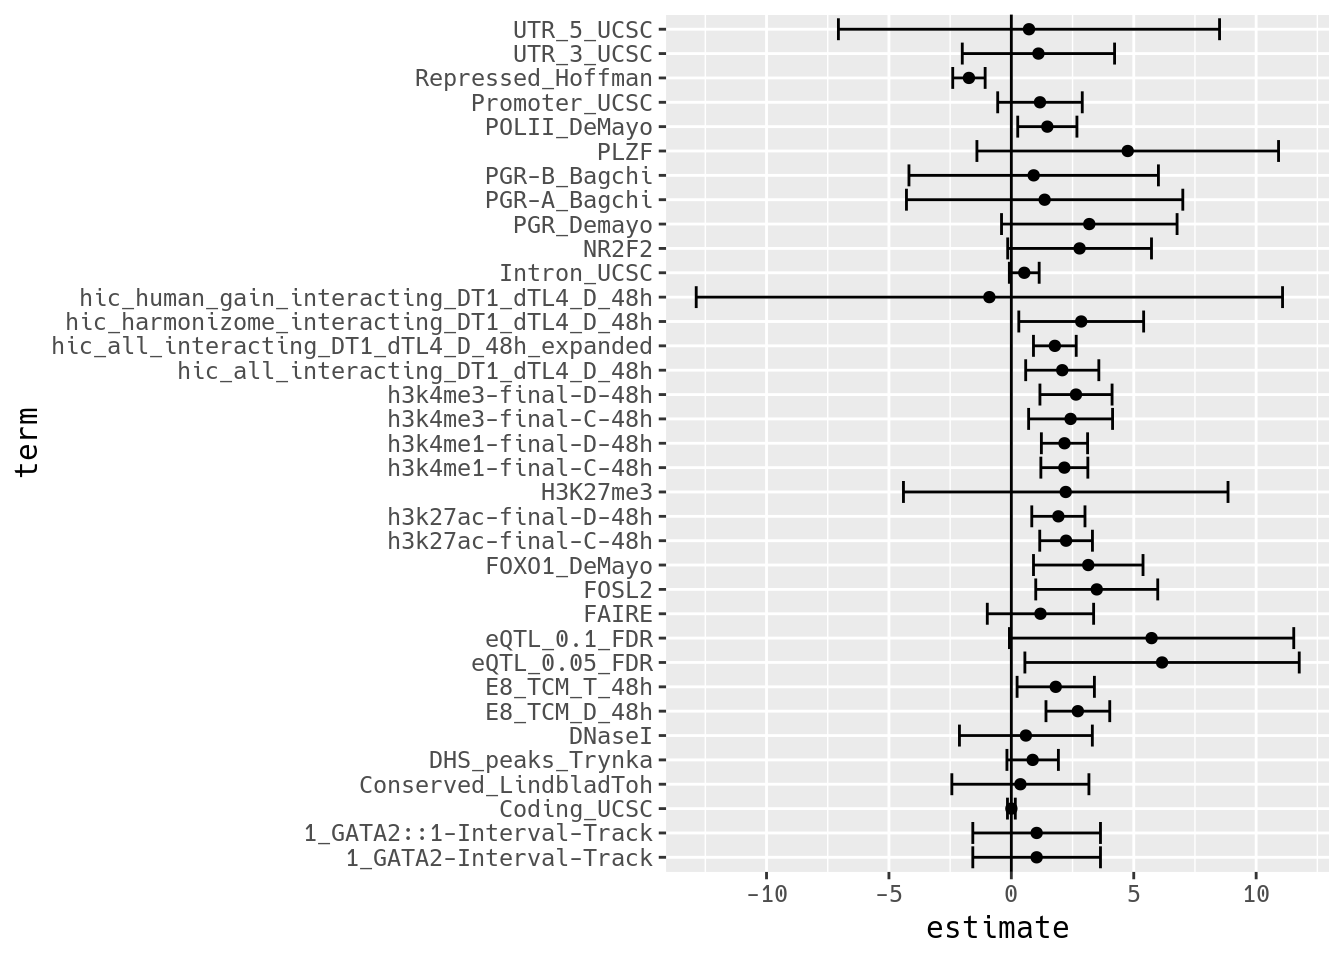 UTR_5_UCSC
UTR_3_UCSC
Repressed_Hoffman
Promoter_UCSC
POLII_DeMayo
PLZF
PGR-B_Bagchi
PGR-A_Bagchi
PGR_Demayo
NR2F2
Intron_UCSC
hic_human_gain_interacting_DT1_dTL4_D_48h
hic_harmonizome_interacting_DT1_dTL4_D_48h
hic_all_interacting_DT1_dTL4_D_48h_expanded
hic_all_interacting_DT1_dTL4_D_48h
h3k4me3-final-D-48h
h3k4me3-final-C-48h
h3k4me1-final-D-48h
h3k4me1-final-C-48h
H3K27me3
h3k27ac-final-D-48h
h3k27ac-final-C-48h
FOXO1_DeMayo
FOSL2
FAIRE
eQTL_0.1_FDR
eQTL_0.05_FDR
E8_TCM_T_48h
E8_TCM_D_48h
DNaseI
DHS_peaks_Trynka
Conserved_LindbladToh
Coding_UCSC
1_GATA2::1-Interval-Track
1_GATA2-Interval-Track
term
-10 -5 0 5 10
estimate